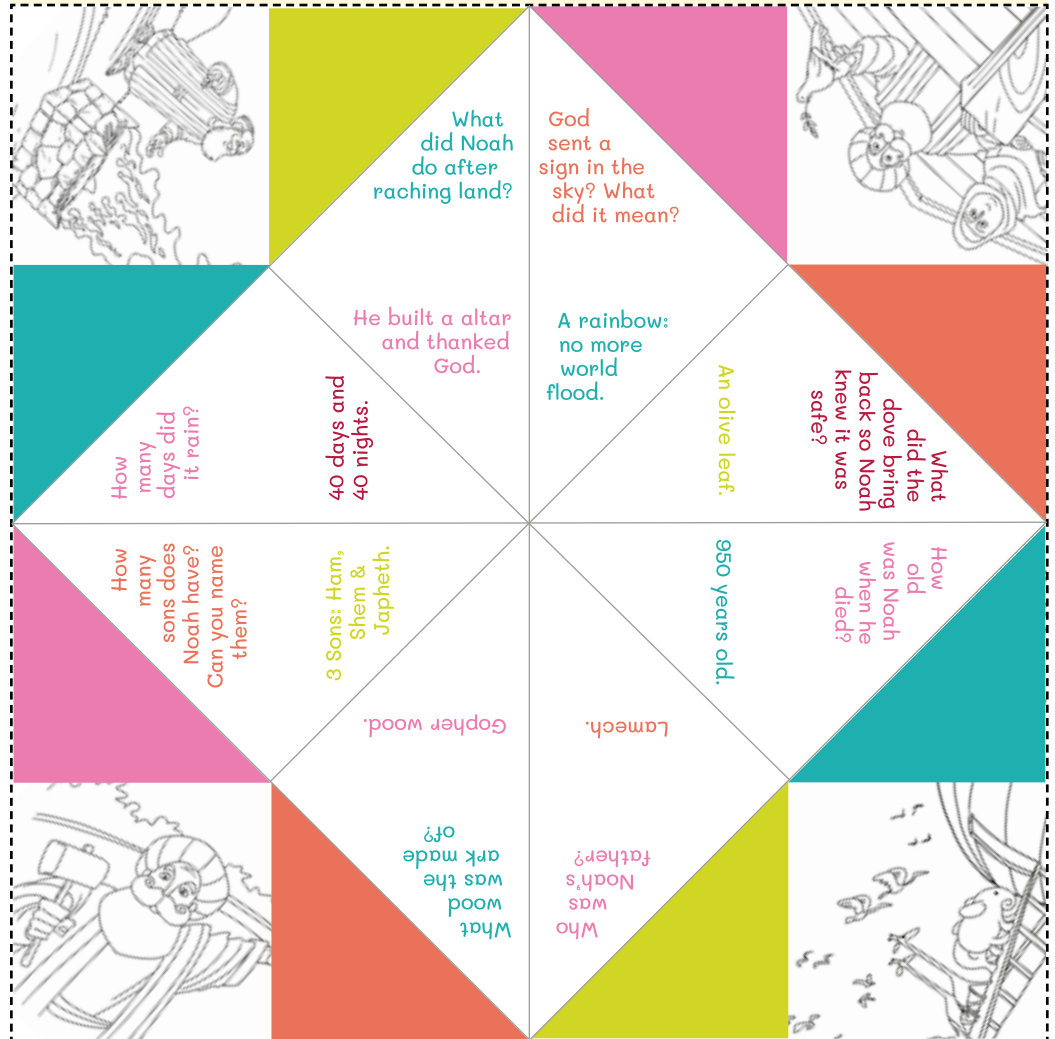 What
did Noah
do after
raching land?
He built a altar
and thanked
God.
God
sent a
sign in the
sky? What
did it mean?
A rainbow:
no more
world
flood.
What
did the
dove bring
back so Noah
knew it was
safe?
An olive leaf.
How
old
was Noah
when he
died?
950 years old.
Who
was
Noah's
father?
Lamech.
What
wood
was the
ark made
of?
Gopher wood.
How
many
sons does
Noah have?
Can you name
them?
3 Sons: Ham,
Shem &
Japheth.
How
many
days did
it rain?
40 days and
40 nights.